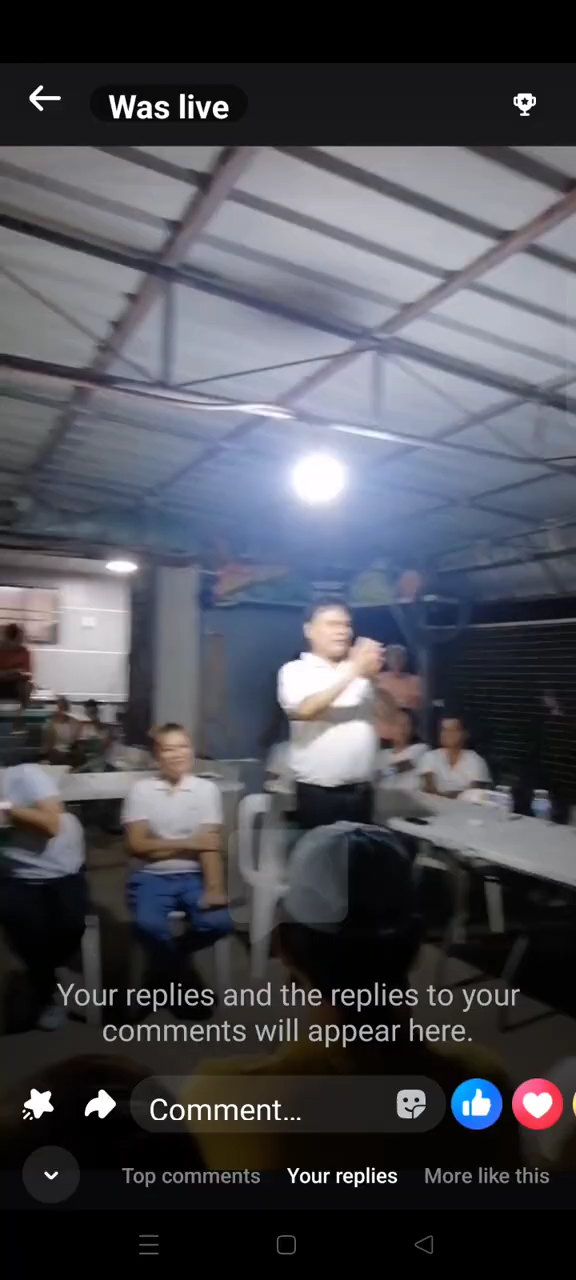 Was live
Your replies and the replies to your
comments will appear here.
Comment...
Top comments Your replies More like this